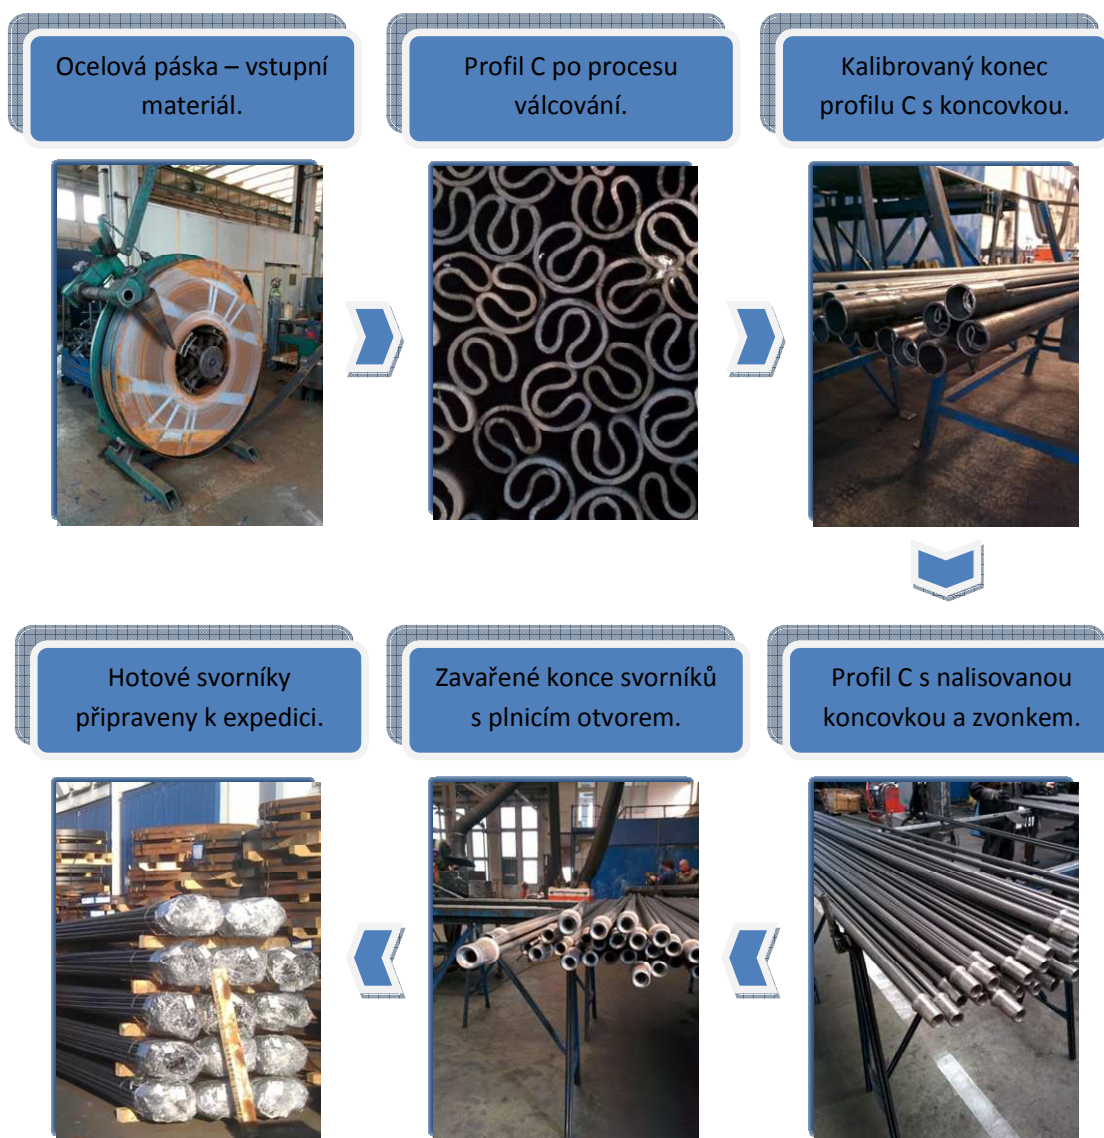 Ocelová páska – vstupní
materiál.
Profil C po procesu
válcování.
Kalibrovaný konec
profilu C s koncovkou.
Hotové svorníky
připraveny k expedici.
Zavařené konce svorníků
s plnicím otvorem.
Profil C s nalisovanou
koncovkou a zvonkem.